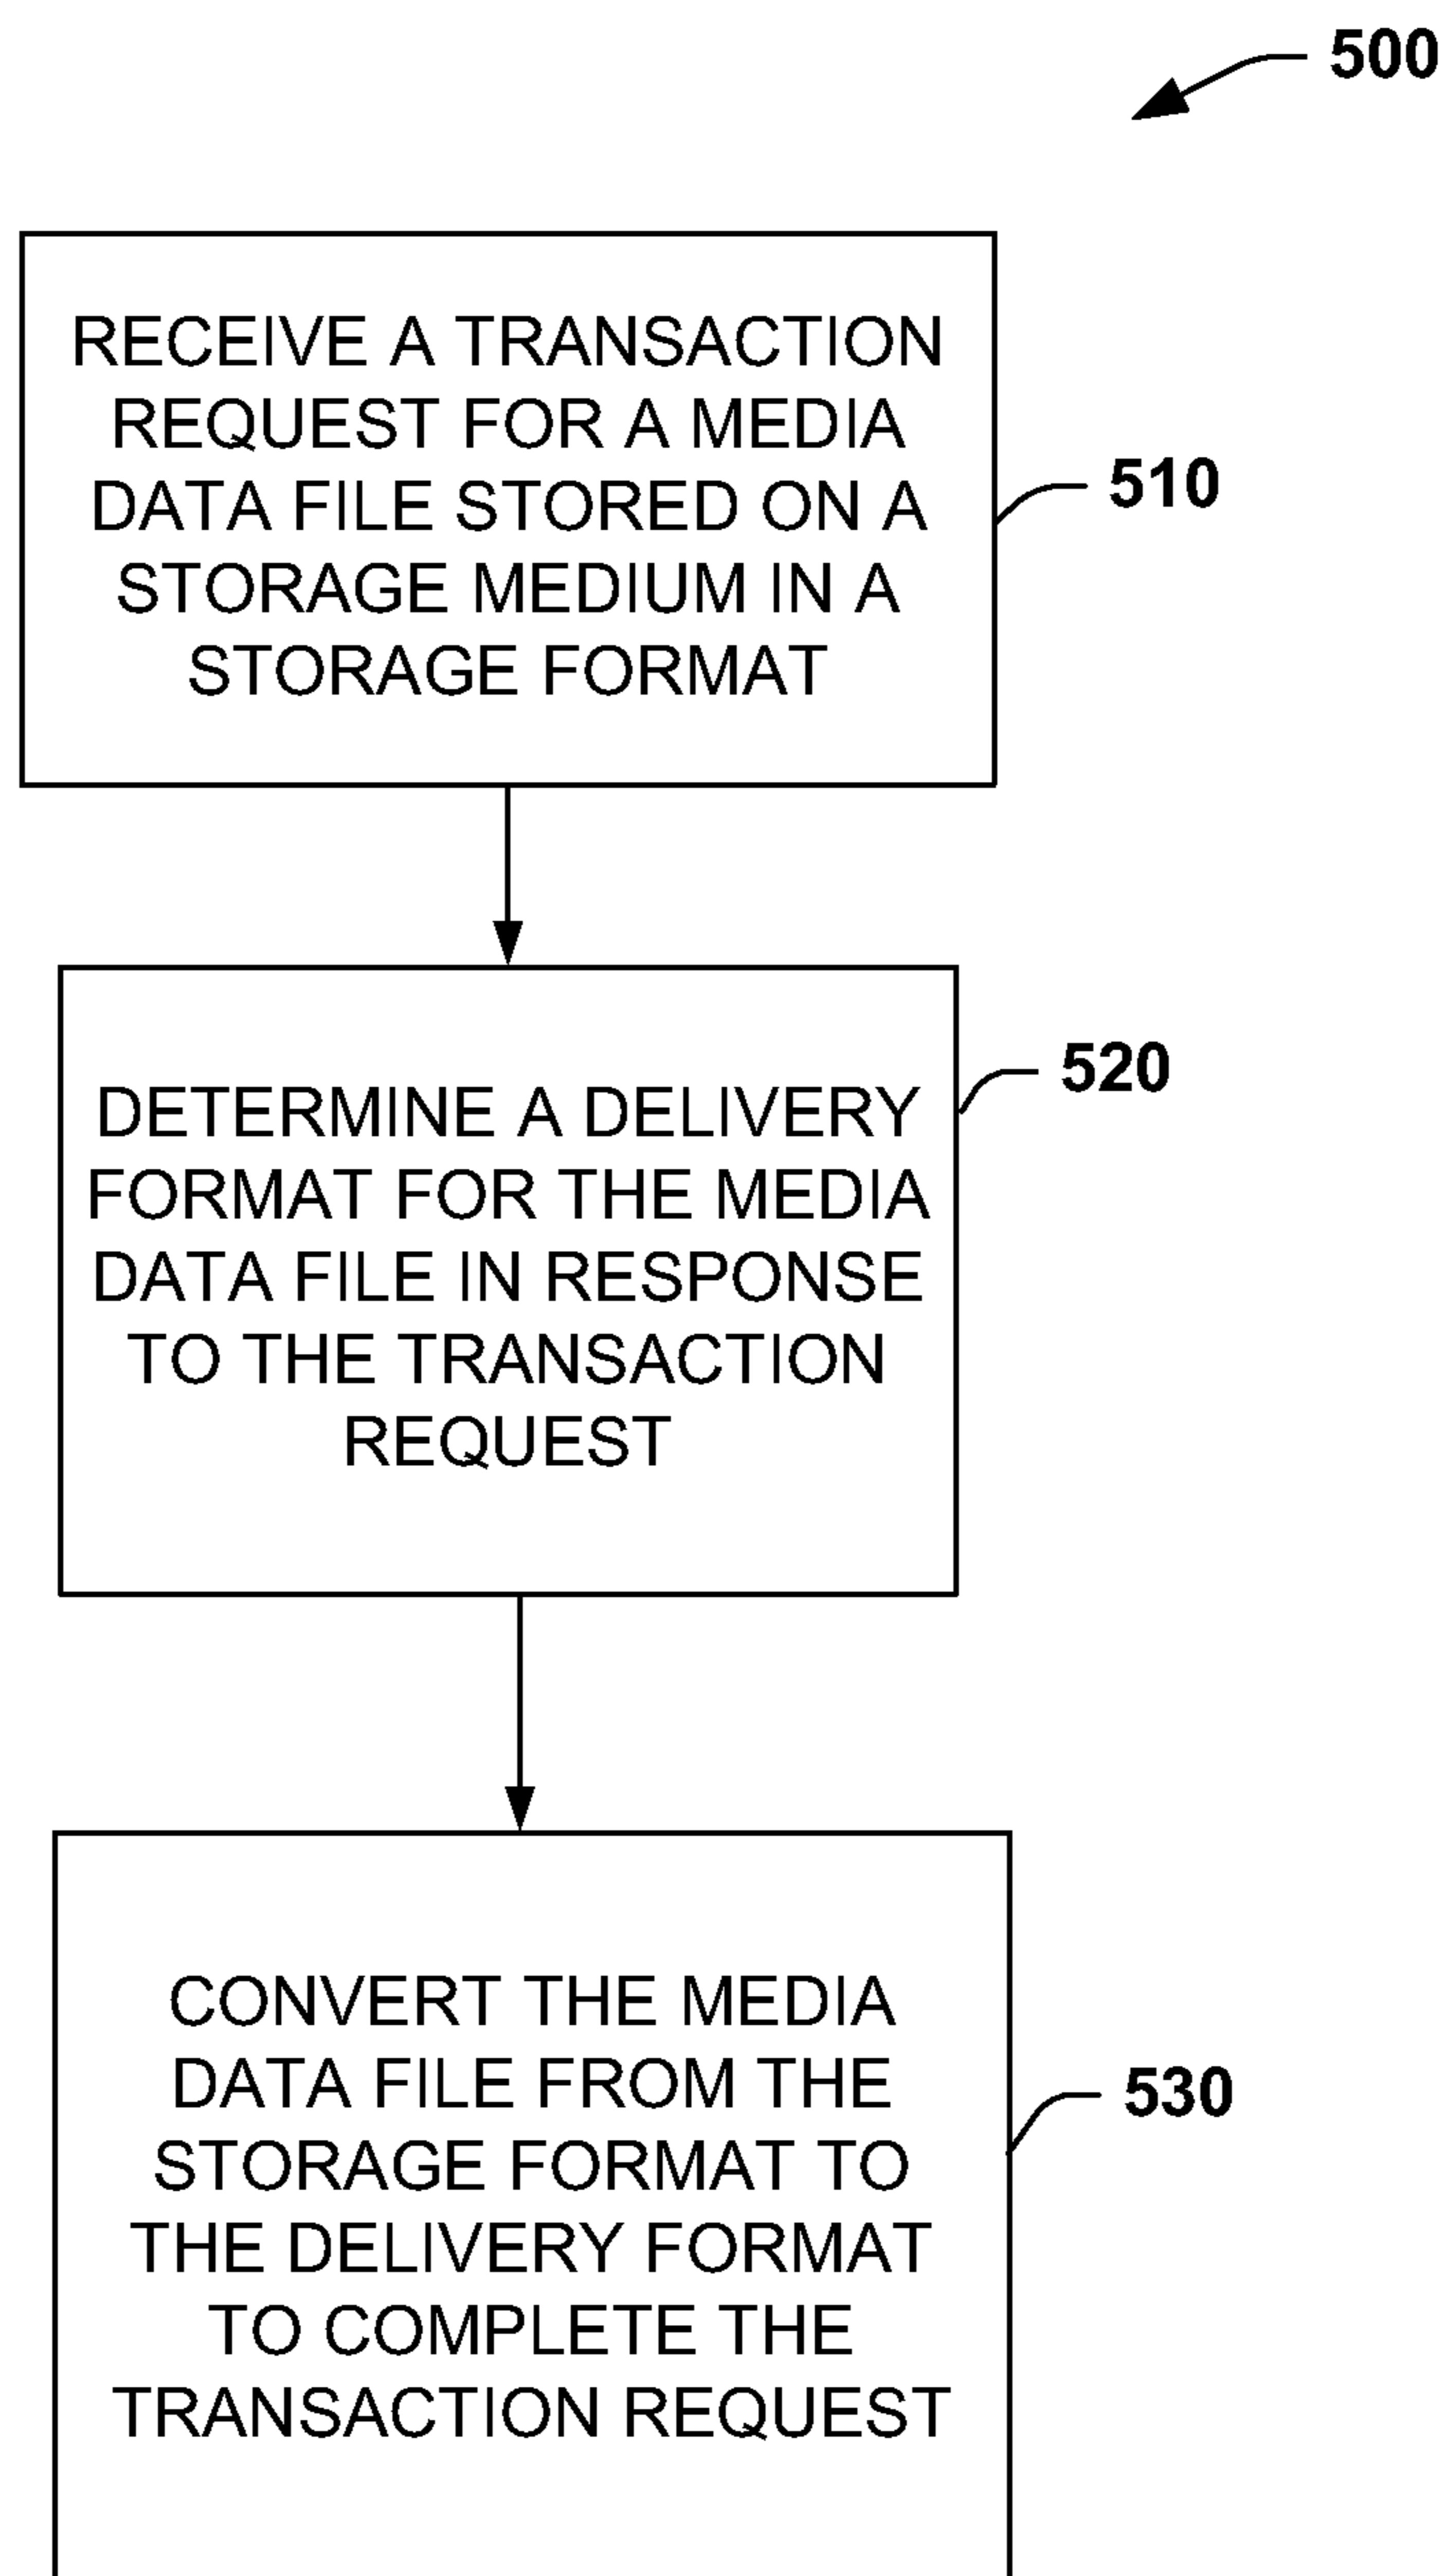 500
RECEIVE A TRANSACTION
REQUEST FOR A MEDIA
DATA FILE STORED ON A
STORAGE MEDIUM IN A
STORAGE FORMAT
510
DETERMINE A DELIVERY
FORMAT FOR THE MEDIA
DATA FILE IN RESPONSE
TO THE TRANSACTION
REQUEST
520
CONVERT THE MEDIA
DATA FILE FROM THE
STORAGE FORMAT TO
THE DELIVERY FORMAT
TO COMPLETE THE
TRANSACTION REQUEST
530